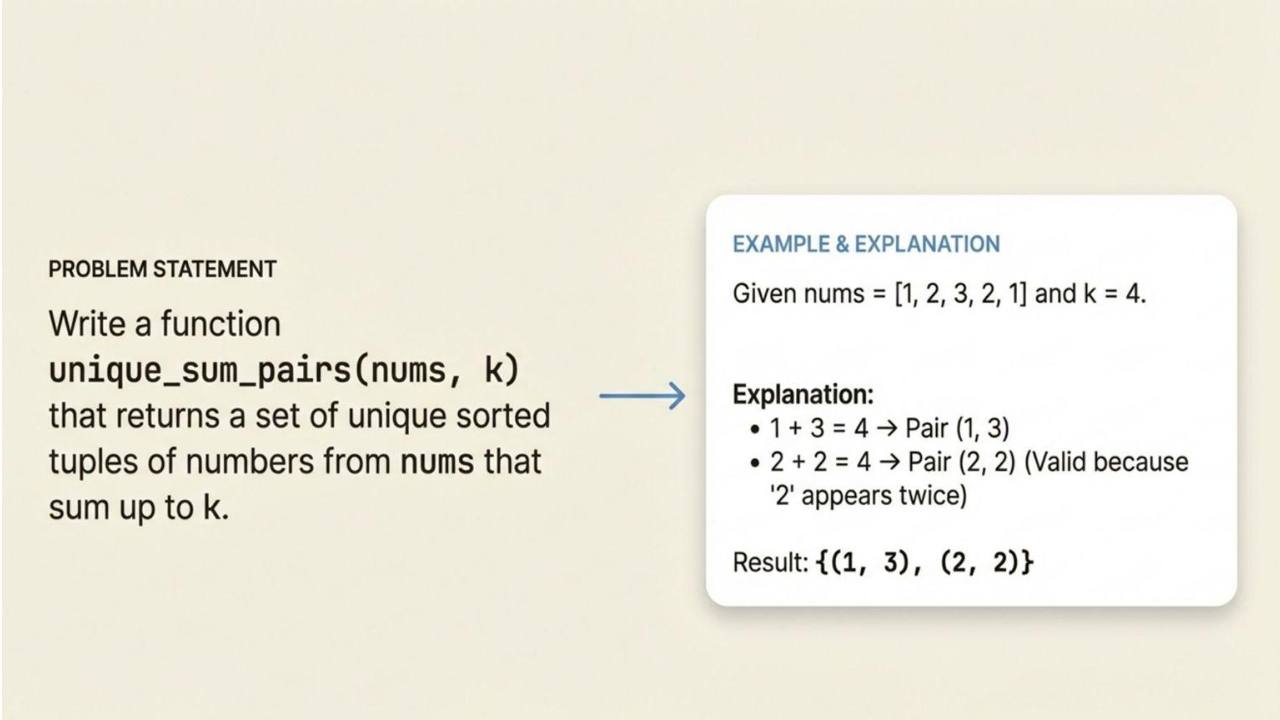 PROBLEM STATEMENT
Write a function
unique_sum_pairs(nums, k)
that returns a set of unique sorted
tuples of numbers from nums that
sum up to k.
EXAMPLE & EXPLANATION
Given nums = [1, 2, 3, 2, 1] and k = 4.
Explanation:
• 1 + 3 = 4 → Pair (1, 3)
• 2 + 2 = 4 → Pair (2, 2) (Valid because
'2' appears twice)
Result: {(1, 3), (2, 2)}